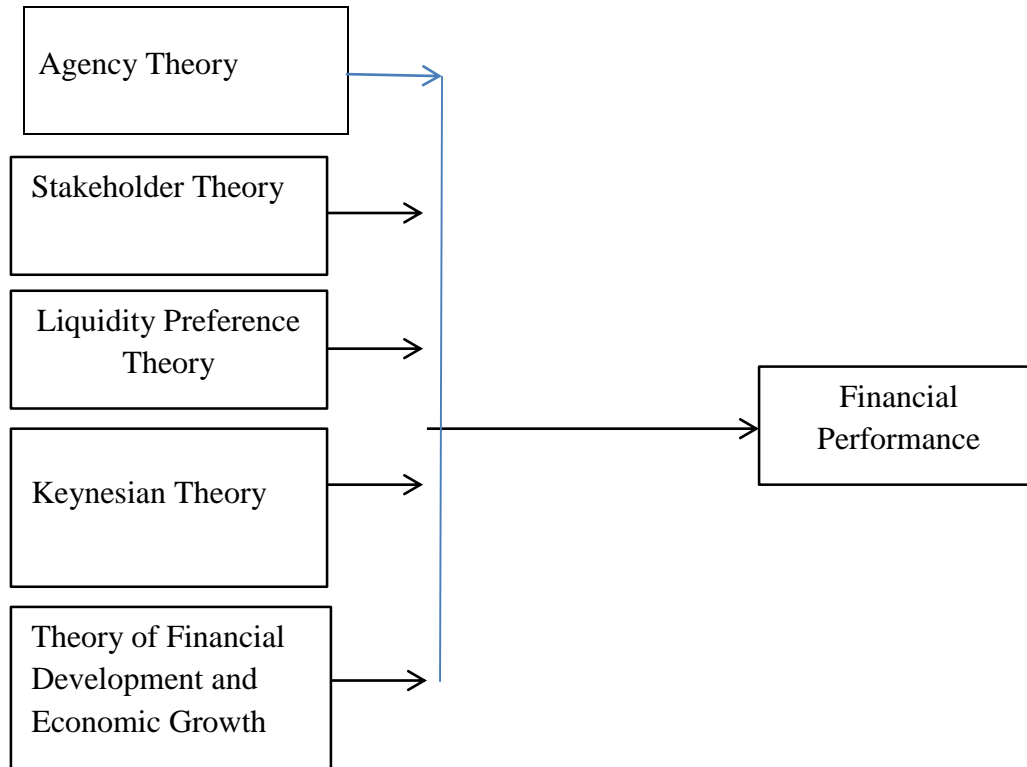 Agency Theory
Stakeholder Theory
Liquidity Preference
Theory
Keynesian Theory
Theory of Financial
Development and
Economic Growth
Financial
Performance